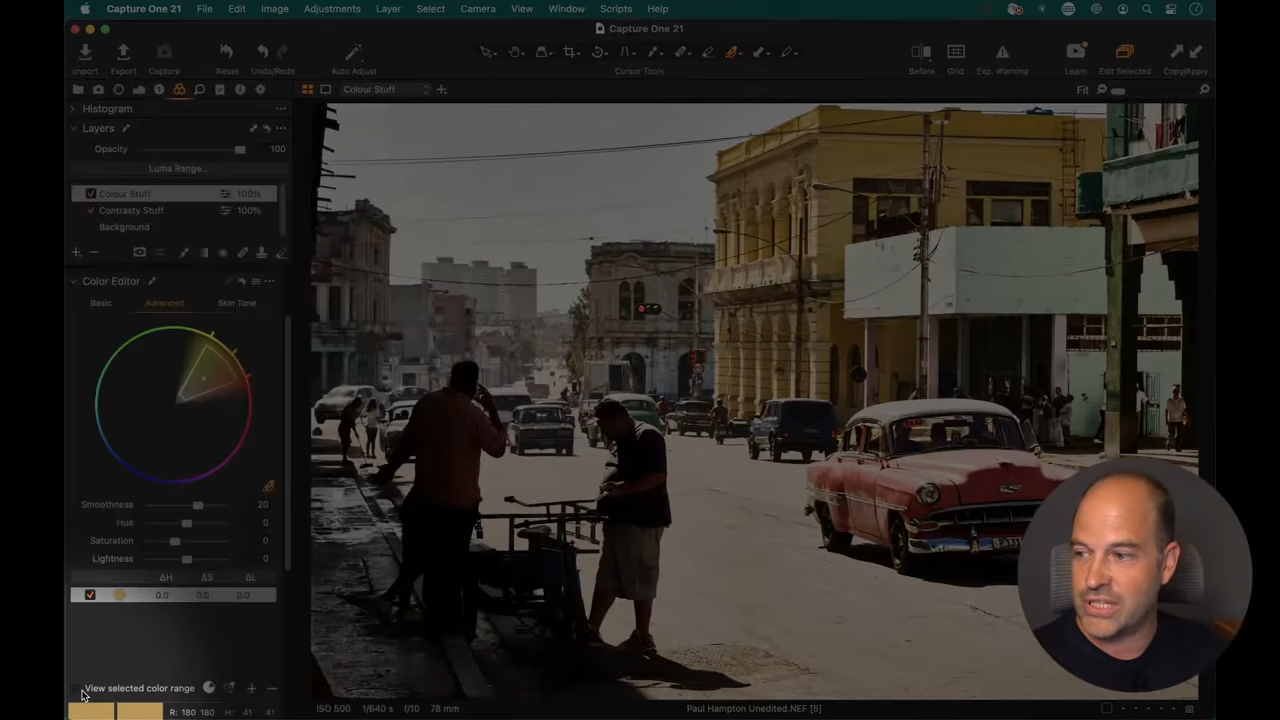 Capture One 21 File Edit Image Adjustments Layer Select Camera View Window Scripts Help
Capture One 21
Import Export Capture Reset Undo/Redo Auto Adjust Cursor Tools Before Grid Exp. Warning Learn Edit Selected Copy/Apply
Colour Stuff Fit
Histogram
Layers
Opacity 100
Luma Range...
Colour Stuff 100%
Contrasty Stuff 100%
Background
Color Editor
Basic Advanced Skin Tone
Smoothness 20
Hue 0
Saturation 0
Lightness 0
ΔH ΔS ΔL
0.0 0.0 0.0
View selected color range
R: 180 180 H: 41 41
ISO 500 1/640 s f/10 78 mm Paul Hampton Unedited.NEF [5]